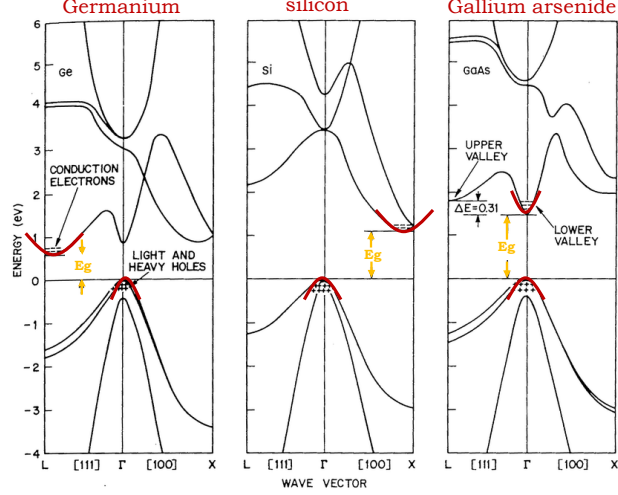 Germanium
silicon
Gallium arsenide
ENERGY (eV)
6
5
4
3
2
1
0
-1
-2
-3
-4
Ge
CONDUCTION
ELECTRONS
Eg
LIGHT AND
HEAVY HOLES
L [111] Γ [100] X
Si
Eg
L [111] Γ [100] X
GaAs
UPPER
VALLEY
ΔE=0.31
LOWER
VALLEY
Eg
L [111] Γ [100] X
WAVE VECTOR